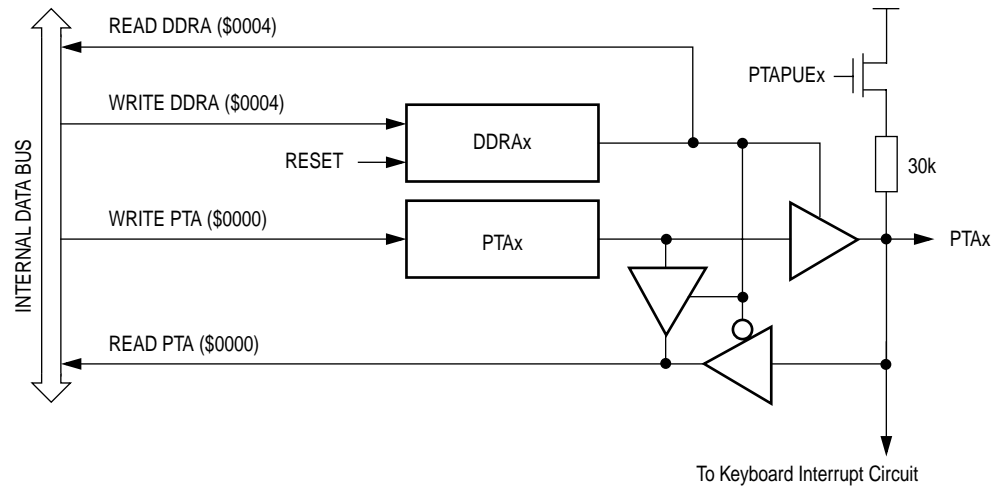 READ DDRA ($0004)
PTAPUEx
WRITE DDRA ($0004)
DDRAx
RESET
30k
INTERNAL DATA BUS
WRITE PTA ($0000)
PTAx
PTAx
READ PTA ($0000)
To Keyboard Interrupt Circuit